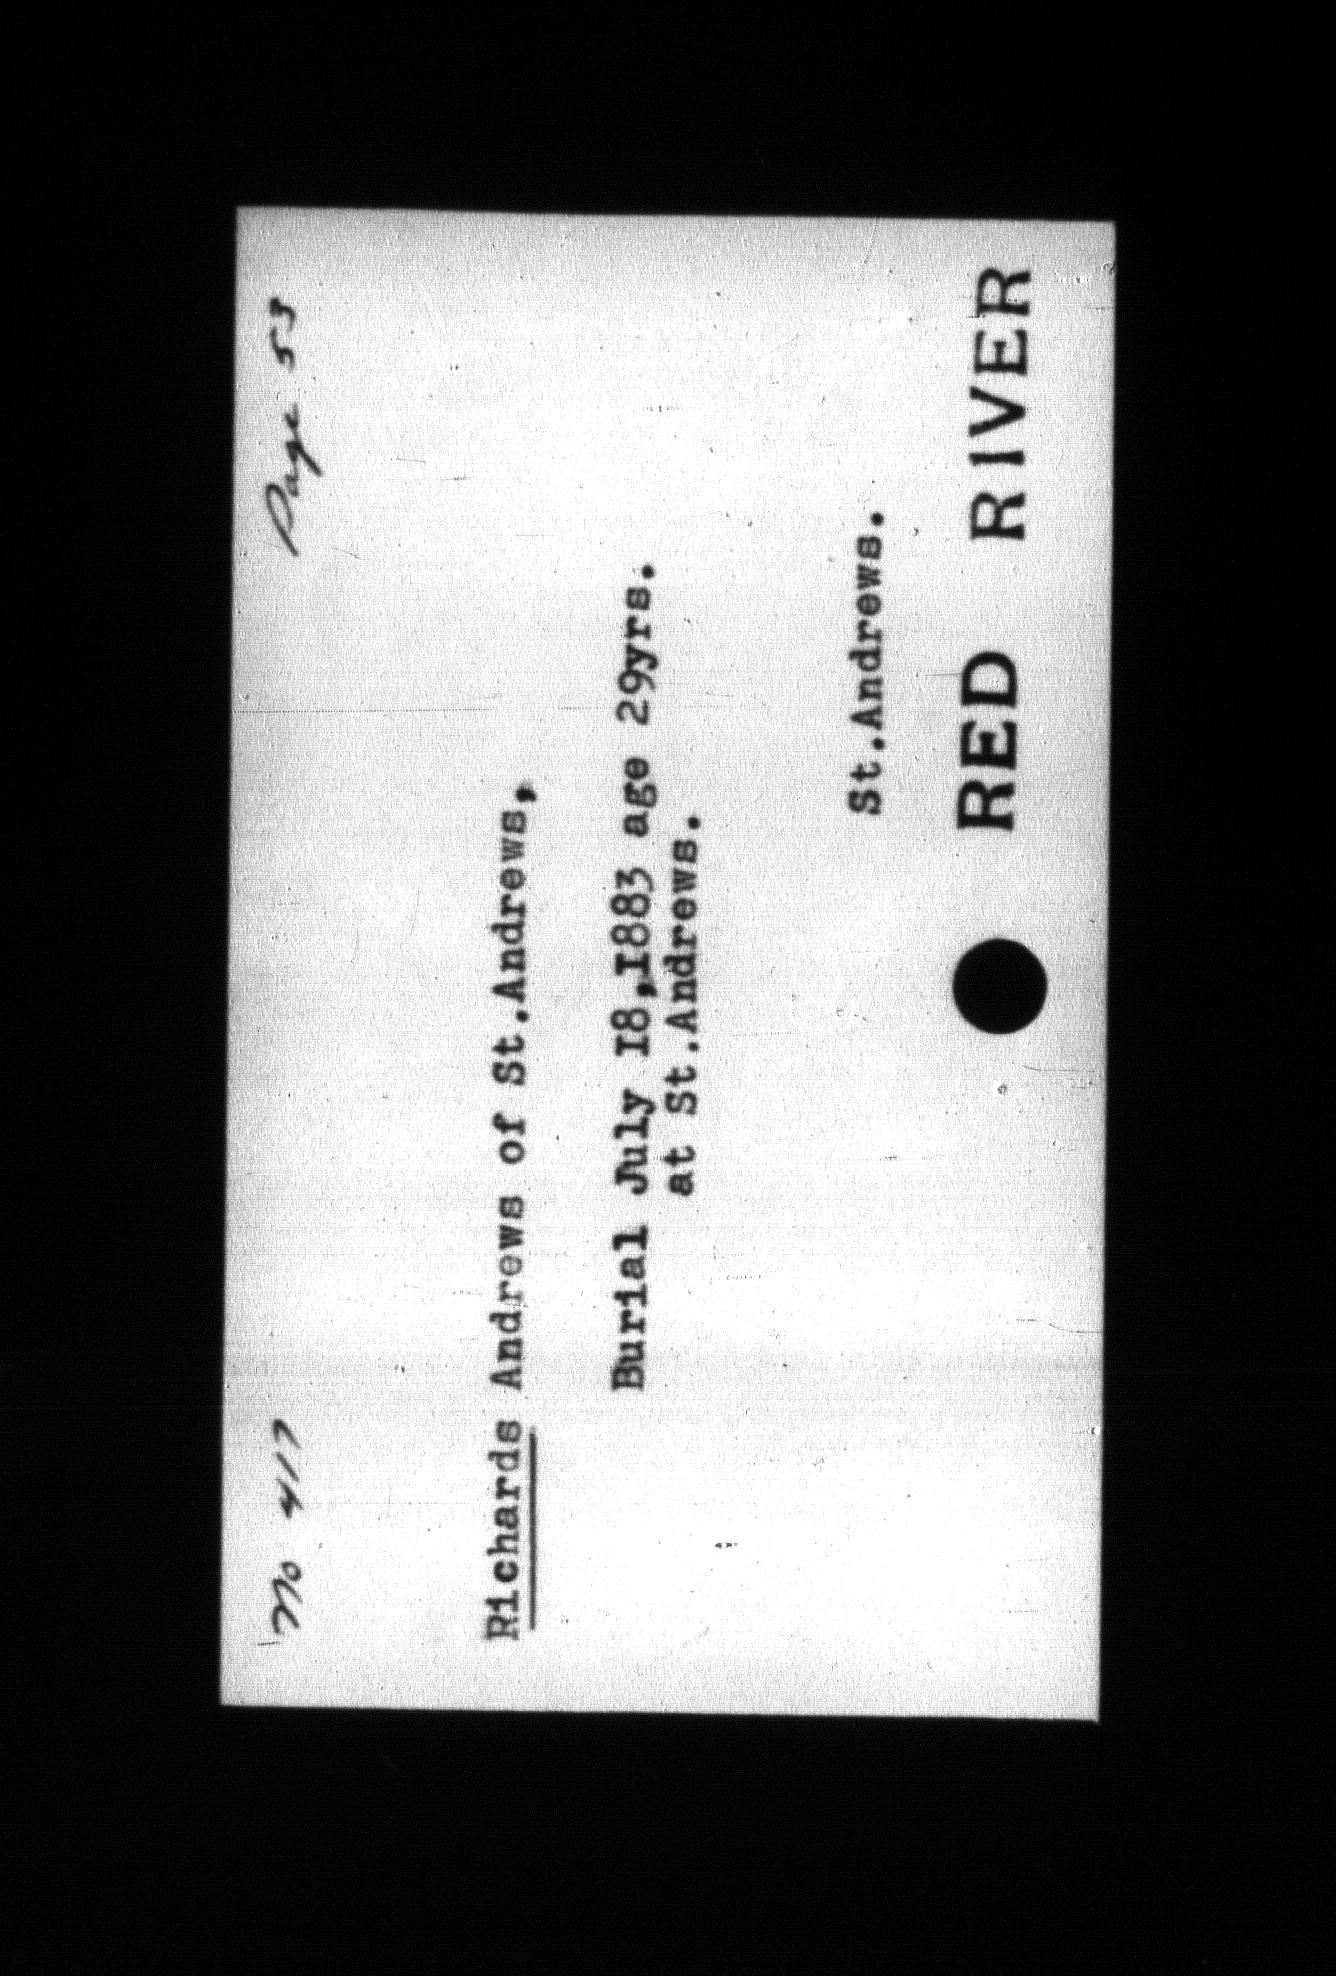 No 417 Page 53
Richards Andrews of St.Andrews,
Burial July I8,I883 age 29yrs.
at St.Andrews.
St.Andrews.
RED RIVER